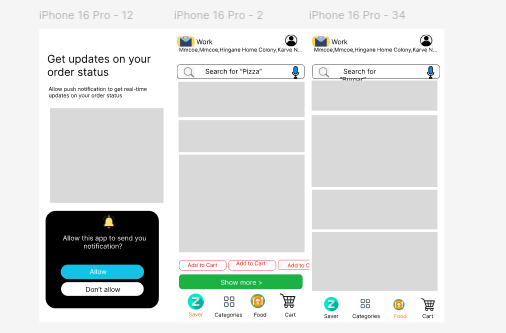 iPhone 16 Pro - 12
Get updates on your
order status
Allow push notification to get real-time
updates on your order status
Allow this app to send you
notification?
Allow
Don't allow
iPhone 16 Pro - 2
Work
Mmcoe,Mmcoe,Hingane Home Colony,Karve N...
Search for "Pizza"
Add to Cart
Add to Cart
Add to C
Show more >
Saver
Categories
Food
Cart
iPhone 16 Pro - 34
Work
Mmcoe,Mmcoe,Hingane Home Colony,Karve N...
Search for
"Burger"
Saver
Categories
Food
Cart